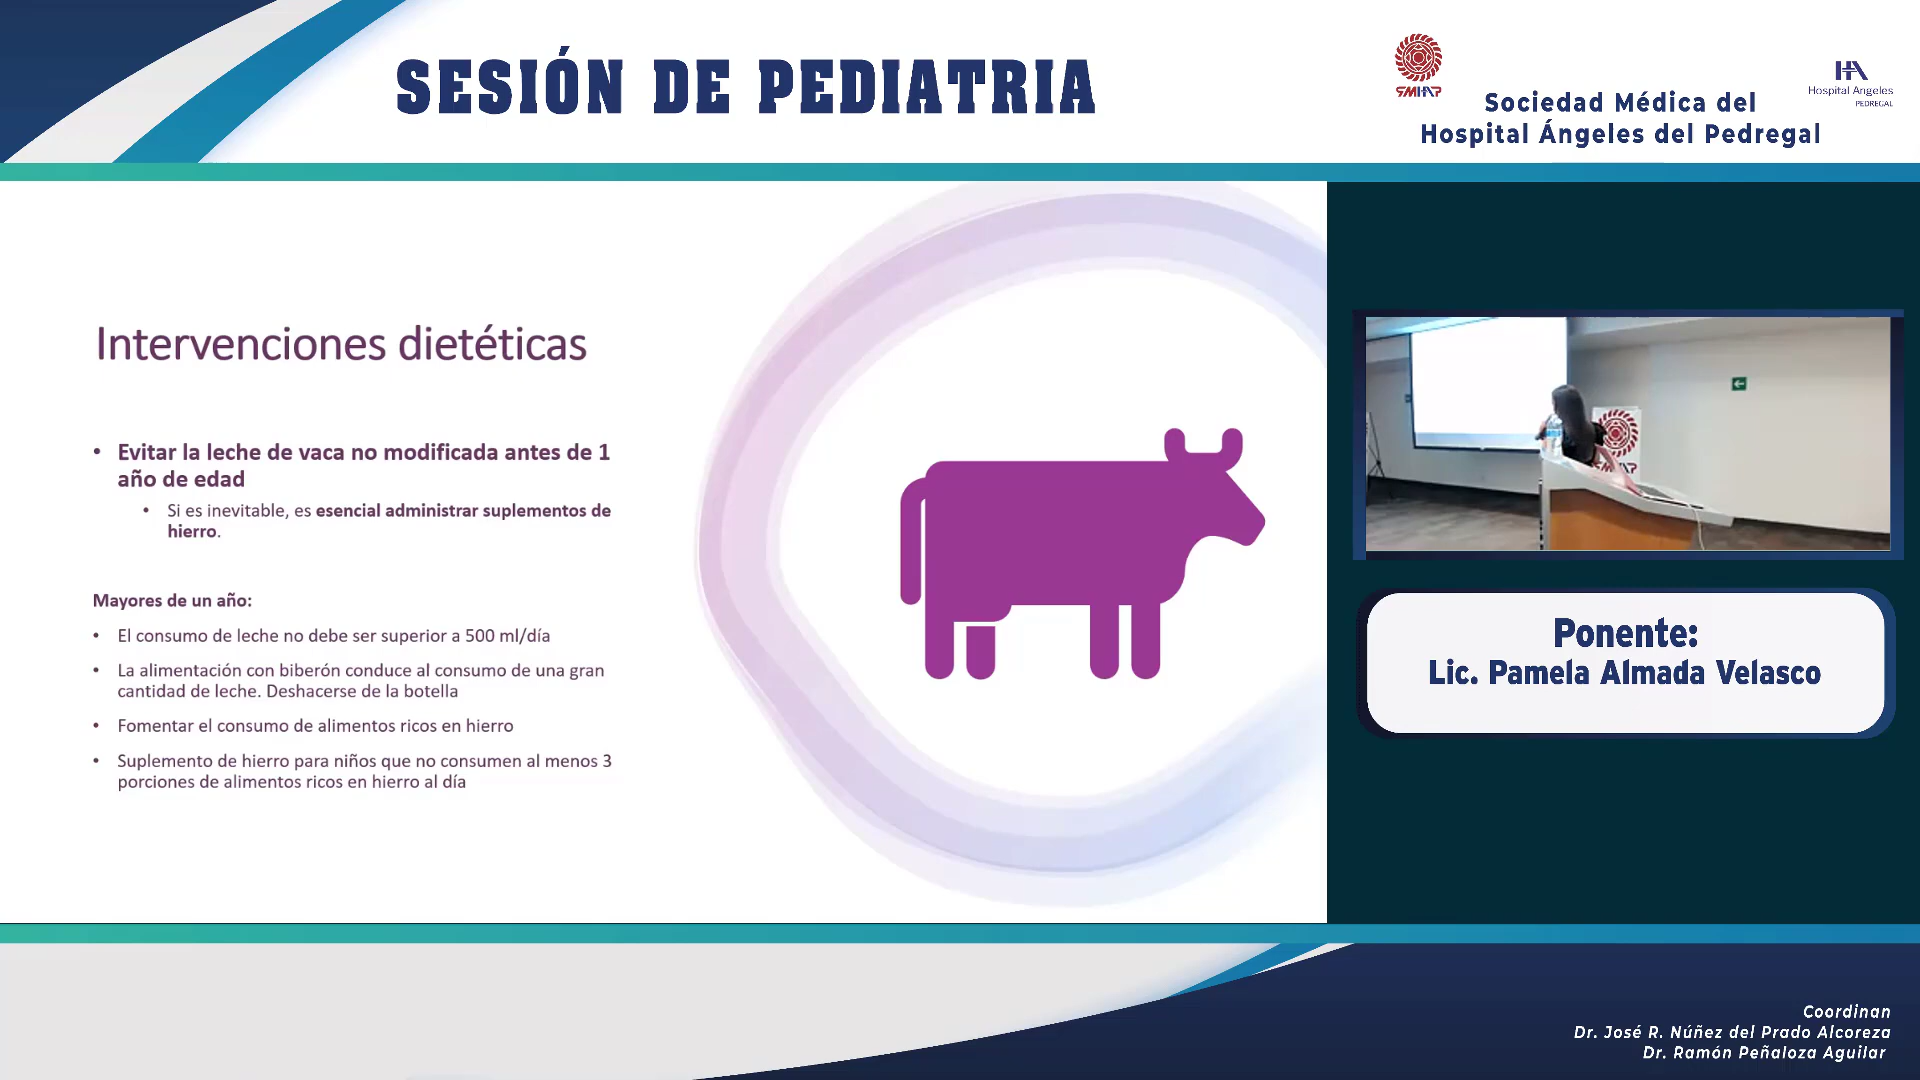 SESIÓN DE PEDIATRIA
SMHAP
Sociedad Médica del
Hospital Ángeles del Pedregal
HA
Hospital Angeles
PEDREGAL
Intervenciones dietéticas
• Evitar la leche de vaca no modificada antes de 1
año de edad
• Si es inevitable, es esencial administrar suplementos de
hierro.
Mayores de un año:
• El consumo de leche no debe ser superior a 500 ml/día
• La alimentación con biberón conduce al consumo de una gran
cantidad de leche. Deshacerse de la botella
• Fomentar el consumo de alimentos ricos en hierro
• Suplemento de hierro para niños que no consumen al menos 3
porciones de alimentos ricos en hierro al día
SMHAP
Ponente:
Lic. Pamela Almada Velasco
Coordinan
Dr. José R. Núñez del Prado Alcoreza
Dr. Ramón Peñaloza Aguilar